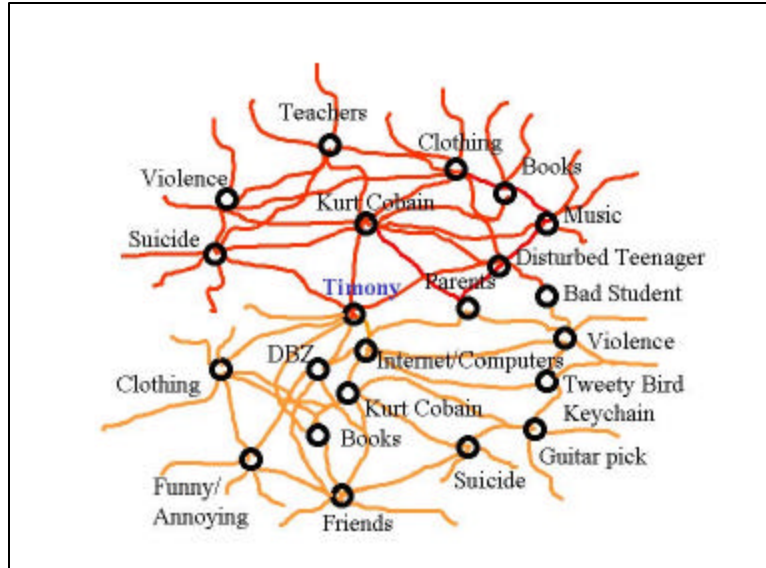 Teachers
Clothing
Books
Violence
Kurt Cobain
Music
Suicide
Disturbed Teenager
Parents
Timony
Bad Student
Violence
DBZ
Internet/Computers
Clothing
Tweety Bird
Keychain
Kurt Cobain
Books
Guitar pick
Suicide
Funny/
Annoying
Friends